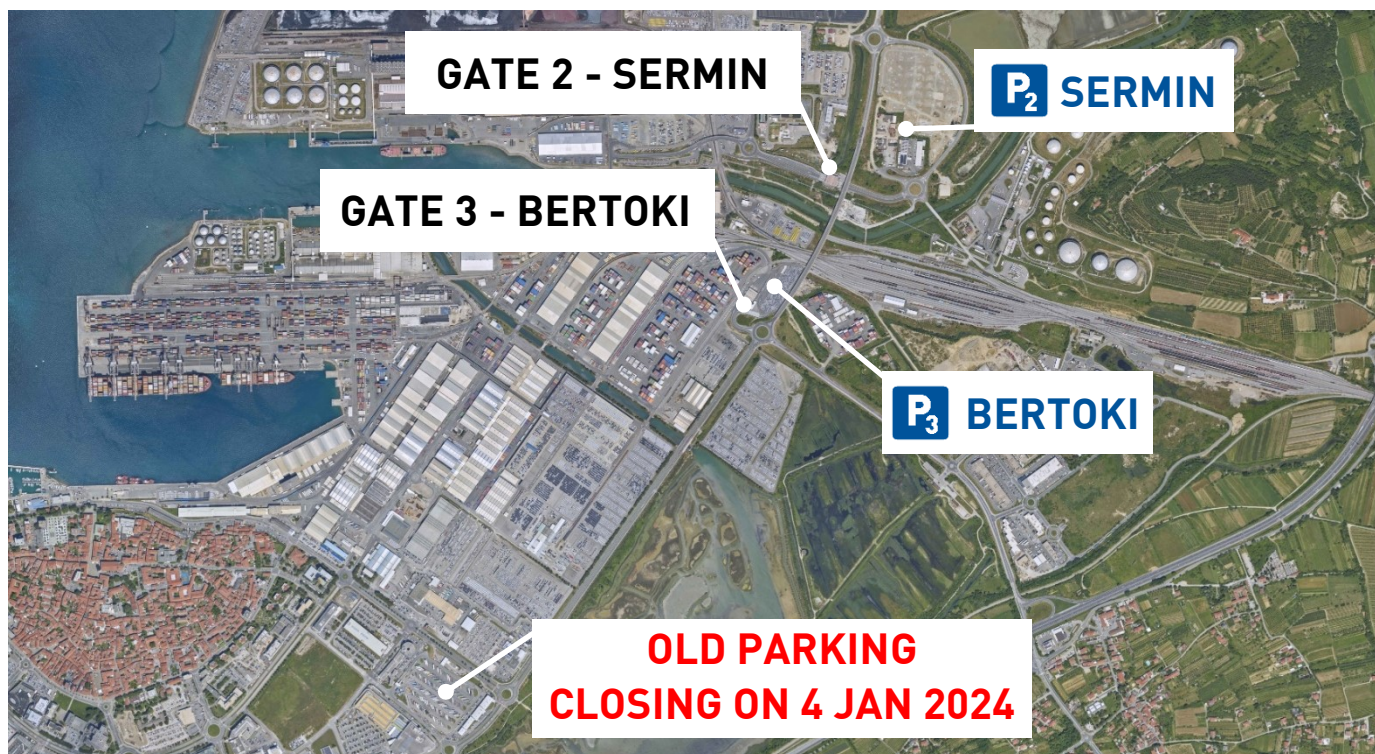 GATE 2 - SERMIN
P2 SERMIN
GATE 3 - BERTOKI
P3 BERTOKI
OLD PARKING
CLOSING ON 4 JAN 2024